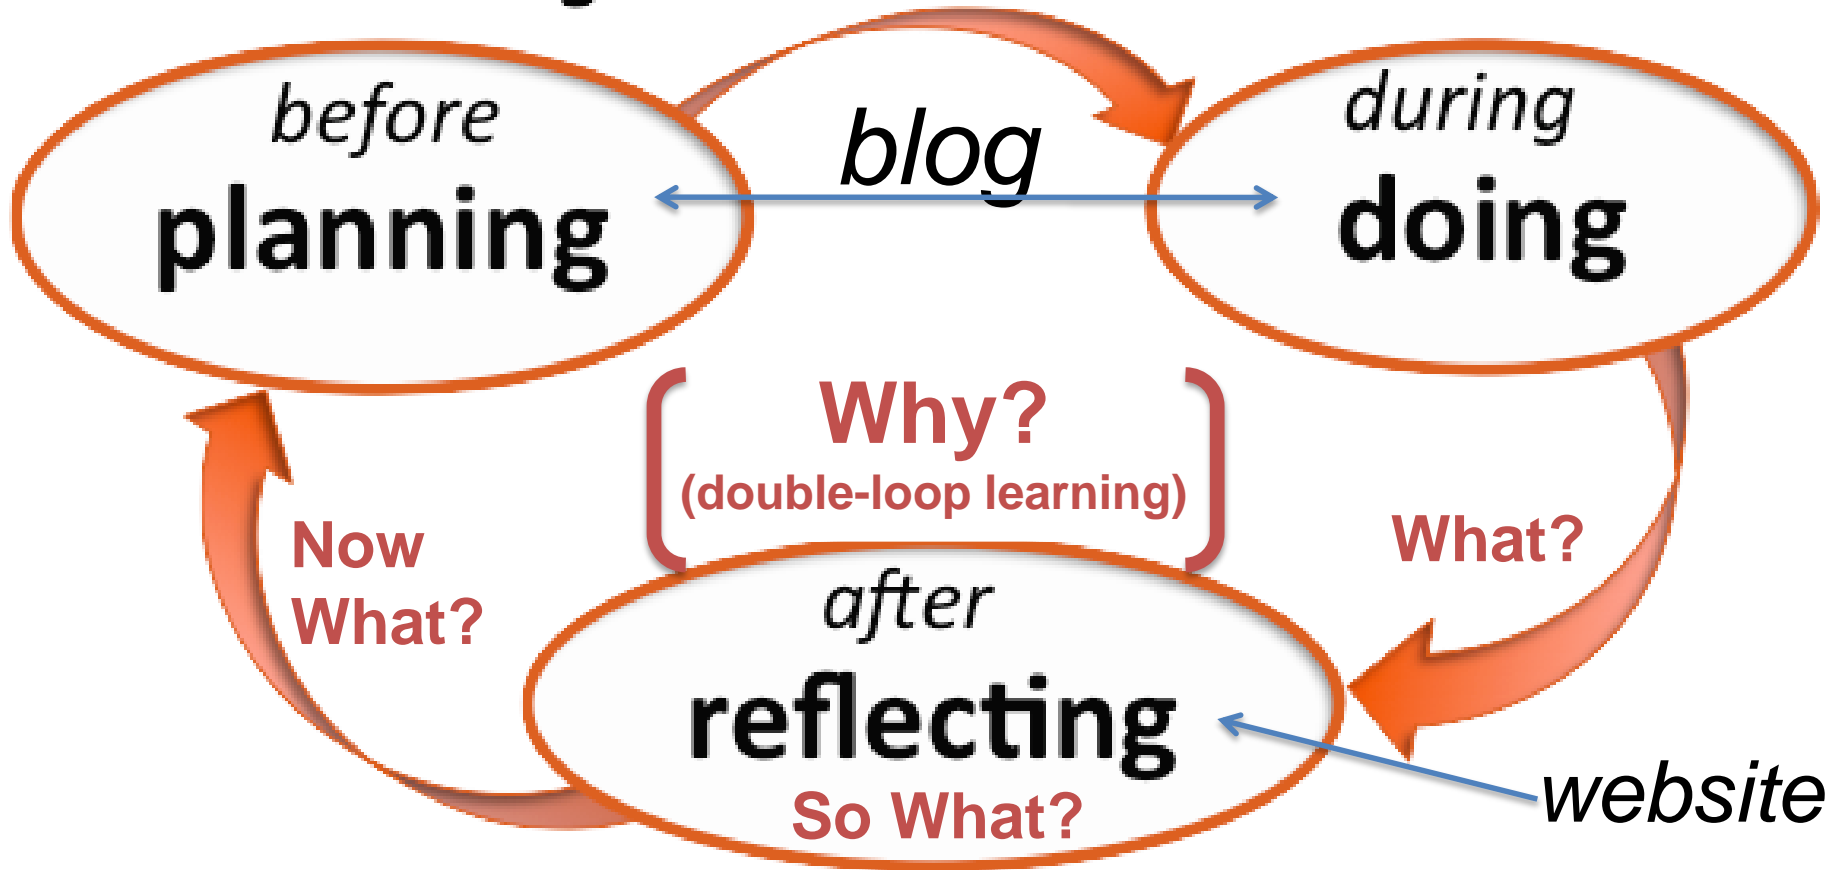 before
planning
blog
during
doing
Why?
(double-loop learning)
Now
What?
What?
after
reflecting
So What?
website